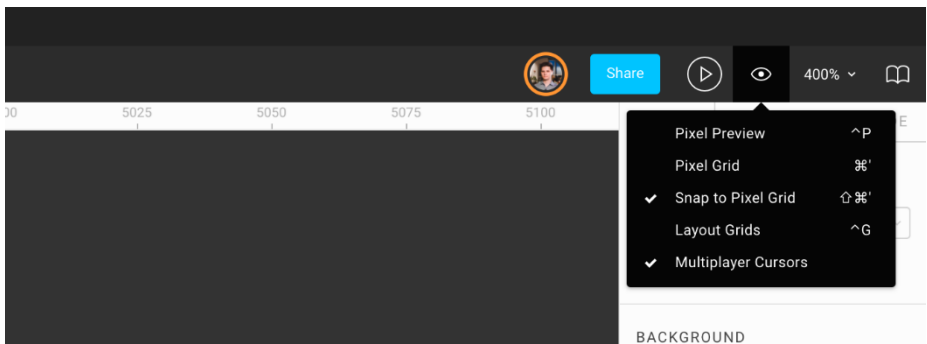 Share
400%
00 5025 5050 5075 5100
E
Pixel Preview ^P
Pixel Grid ⌘'
Snap to Pixel Grid ⇧⌘'
Layout Grids ^G
Multiplayer Cursors
BACKGROUND